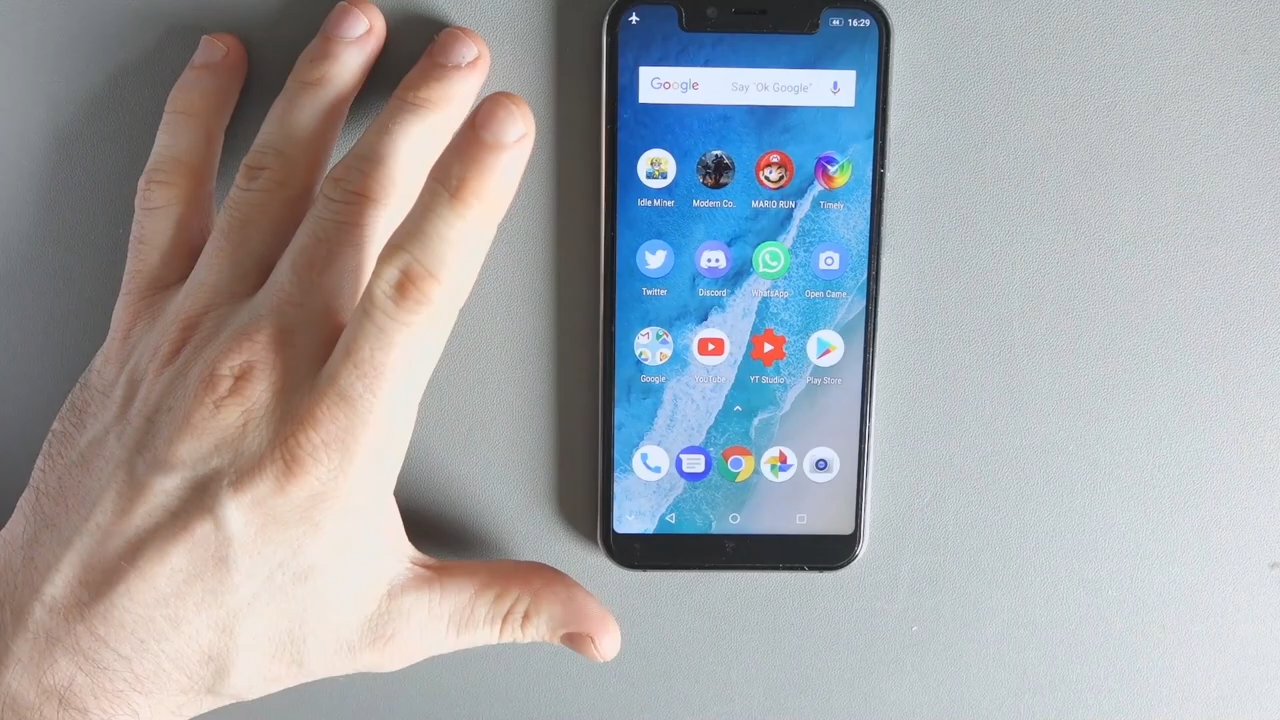 44 16:29
Google Say "Ok Google"
Idle Miner Modern Co.. MARIO RUN Timely
Twitter Discord WhatsApp Open Came..
Google YouTube YT Studio Play Store